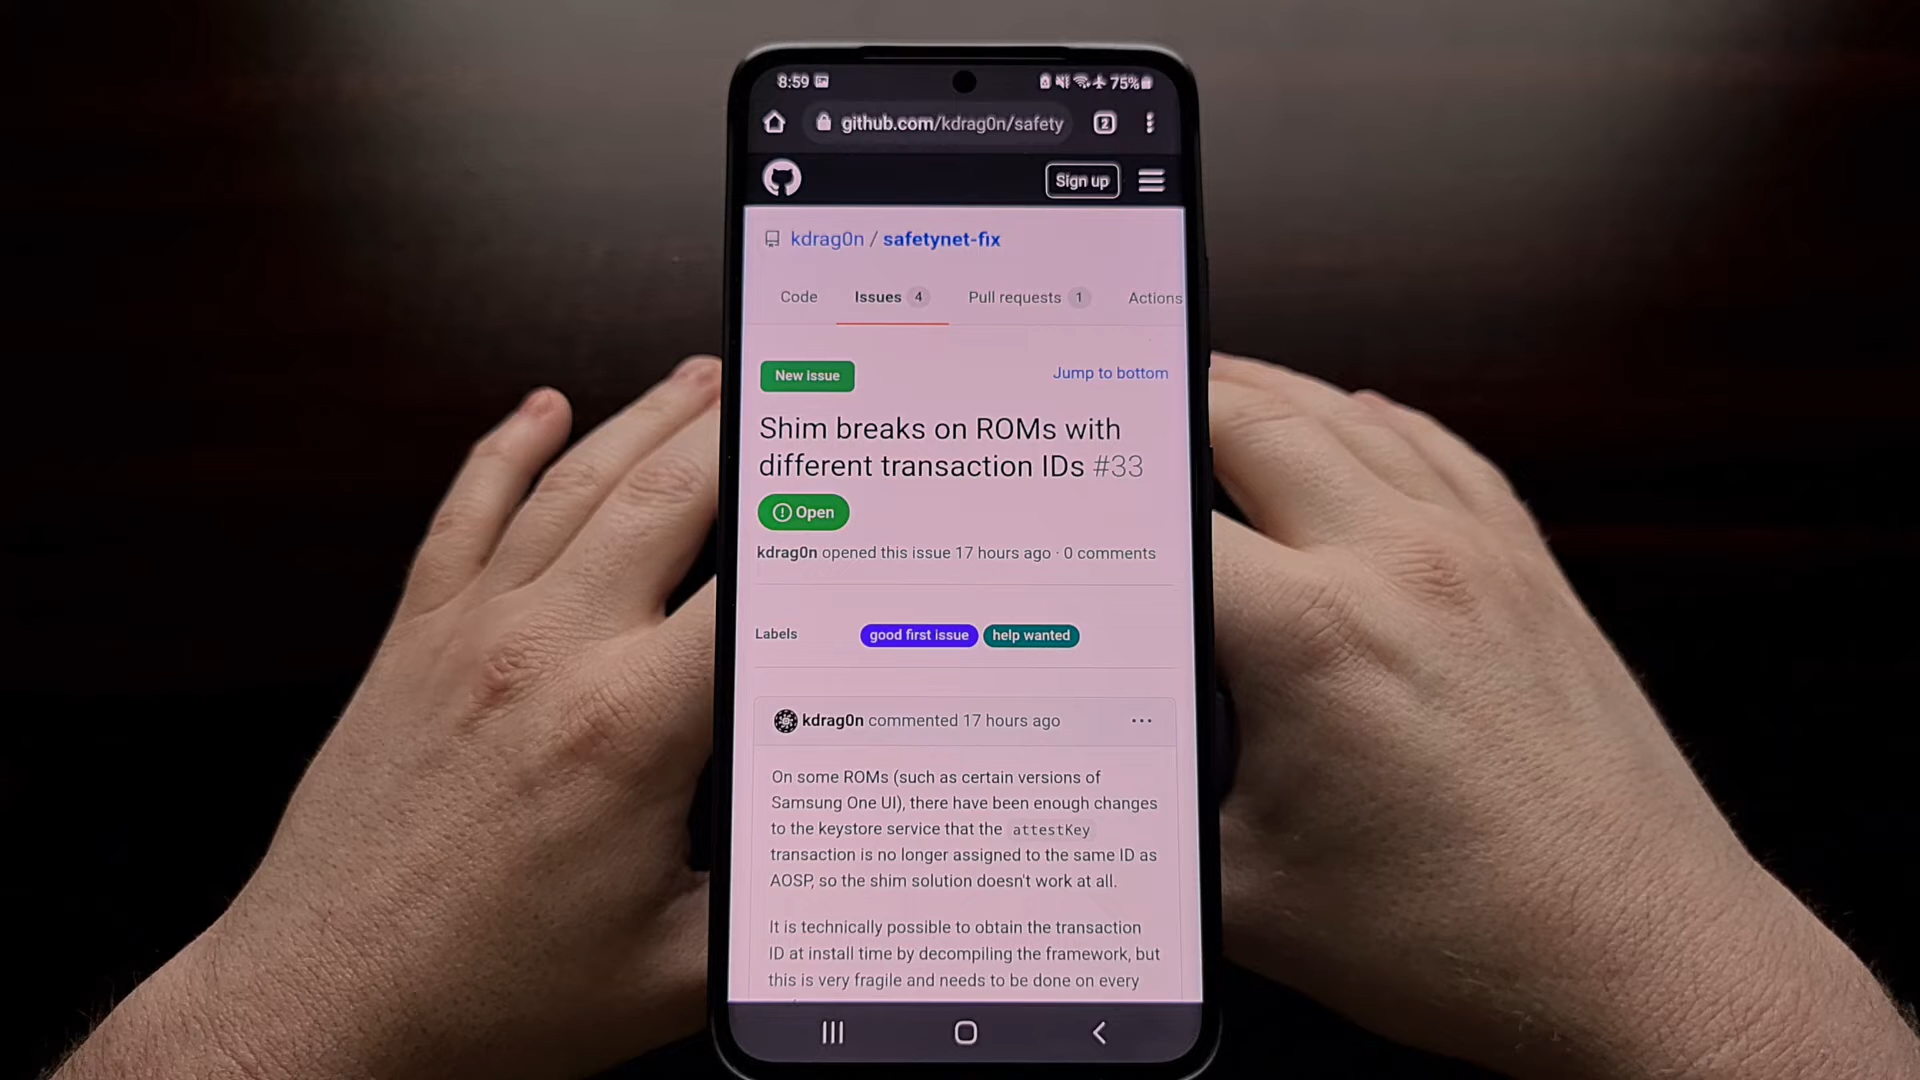 8:59 75%
github.com/kdrag0n/safety 2
Sign up
kdrag0n / safetynet-fix
Code Issues 4 Pull requests 1 Actions
New issue Jump to bottom
Shim breaks on ROMs with
different transaction IDs #33
Open
kdrag0n opened this issue 17 hours ago · 0 comments
Labels good first issue help wanted
kdrag0n commented 17 hours ago
On some ROMs (such as certain versions of
Samsung One UI), there have been enough changes
to the keystore service that the attestKey
transaction is no longer assigned to the same ID as
AOSP, so the shim solution doesn't work at all.
It is technically possible to obtain the transaction
ID at install time by decompiling the framework, but
this is very fragile and needs to be done on every